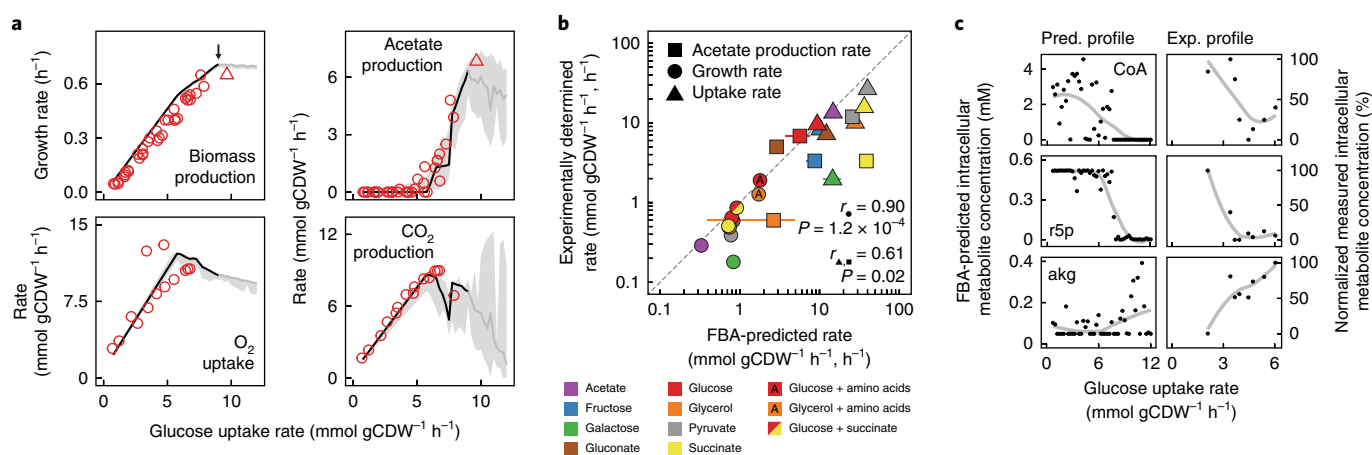 a
Growth rate (h⁻¹)
0.6
0.3
0.0
Biomass
production
Rate
(mmol gCDW⁻¹ h⁻¹)
15
7.5
0
O₂
uptake
0
5
10
Rate (mmol gCDW⁻¹ h⁻¹)
6
3
0
Acetate
production
12
8
4
0
CO₂
production
0
5
10
Glucose uptake rate (mmol gCDW⁻¹ h⁻¹)
b
Experimentally determined
rate (mmol gCDW⁻¹ h⁻¹, h⁻¹)
100
10
1
0.1
Acetate production rate
Growth rate
Uptake rate
r● = 0.90
P = 1.2 × 10⁻⁴
r▲,■ = 0.61
P = 0.02
0.1
1
10
100
FBA-predicted rate
(mmol gCDW⁻¹ h⁻¹, h⁻¹)
Acetate
Fructose
Galactose
Gluconate
Glucose
Glycerol
Pyruvate
Succinate
A Glucose + amino acids
A Glycerol + amino acids
Glucose + succinate
A
A
c
Pred. profile
Exp. profile
FBA-predicted intracellular
metabolite concentration (mM)
4
2
0
CoA
0.6
0.3
0
r5p
0.4
0.2
0
akg
0
6
12
0
3
6
100
50
0
100
50
0
100
50
0
Normalized measured intracellular
metabolite concentration (%)
Glucose uptake rate
(mmol gCDW⁻¹ h⁻¹)